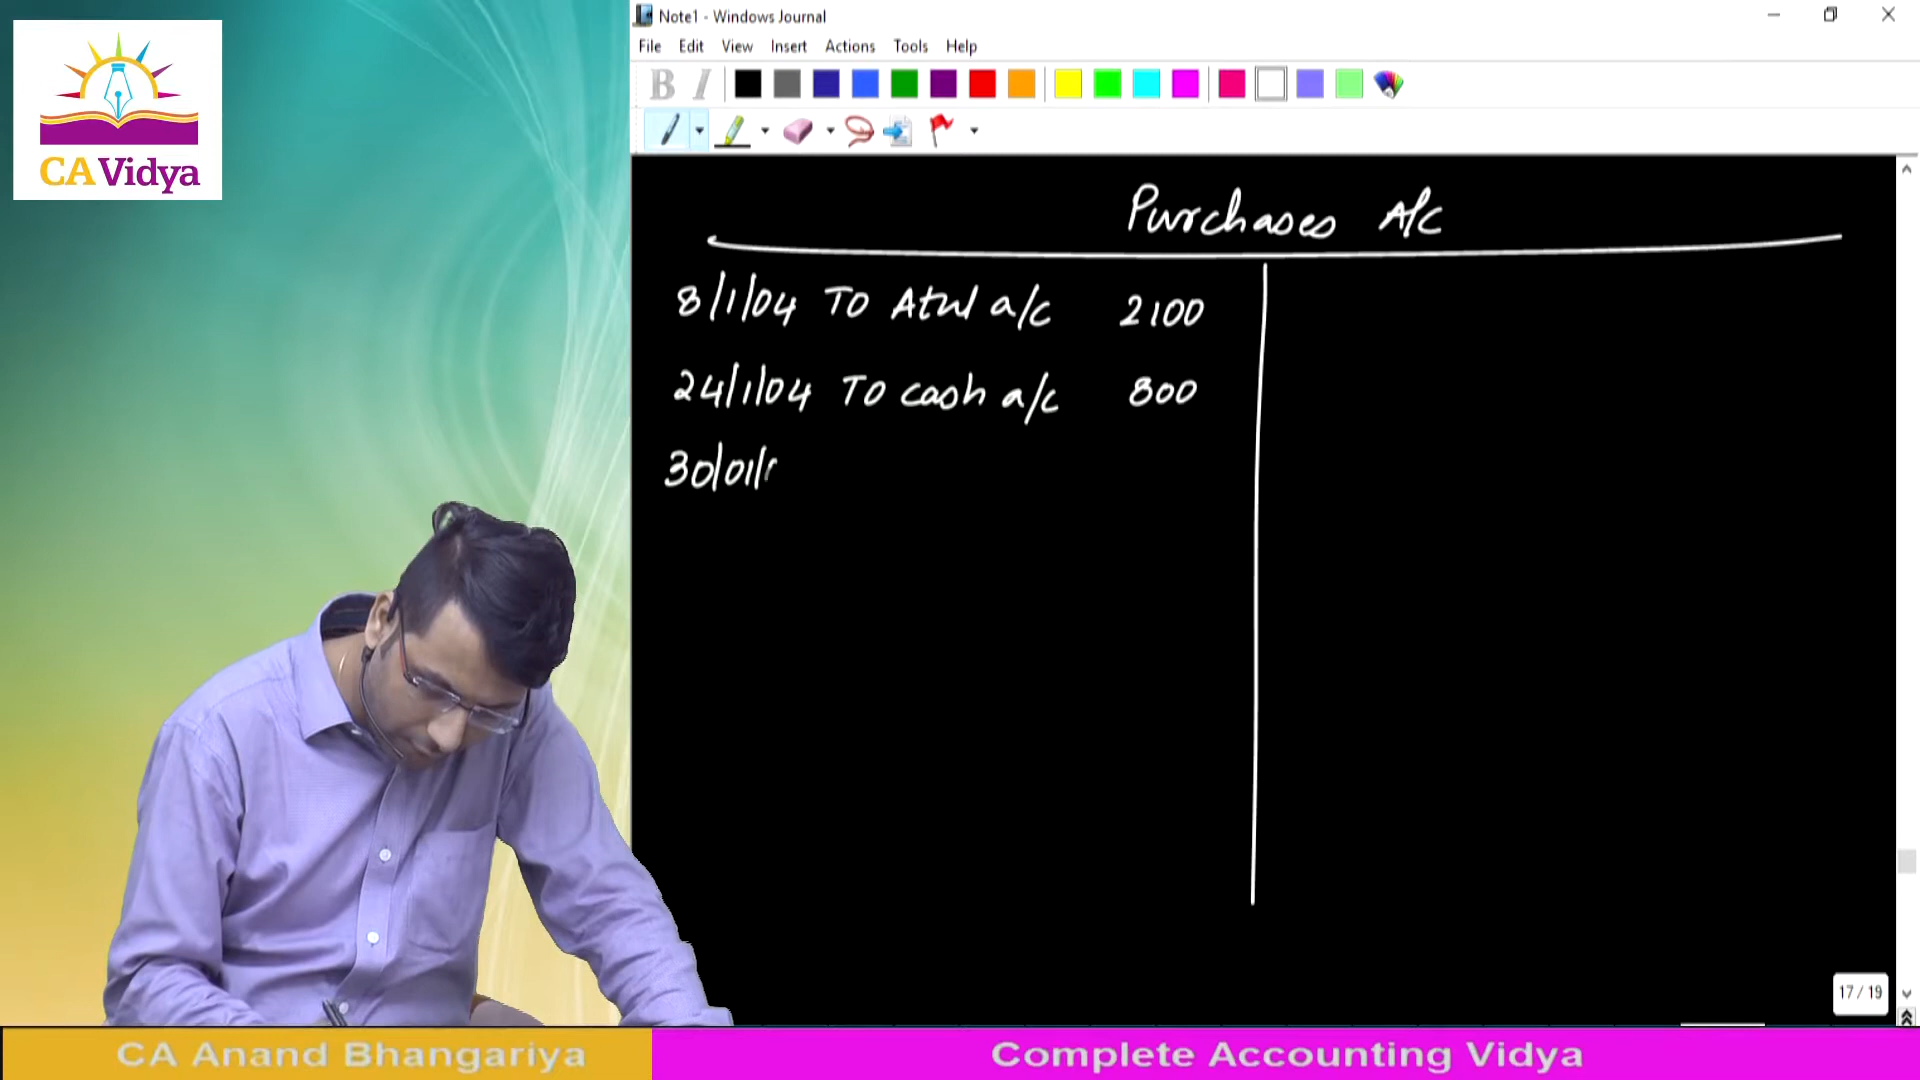 CA Vidya
Note1 - Windows Journal
File Edit View Insert Actions Tools Help
B I
Purchases A/c
8/1/04 To Atul a/c 2100
24/1/04 To cash a/c 800
30/01/
17 / 19
CA Anand Bhangariya
Complete Accounting Vidya